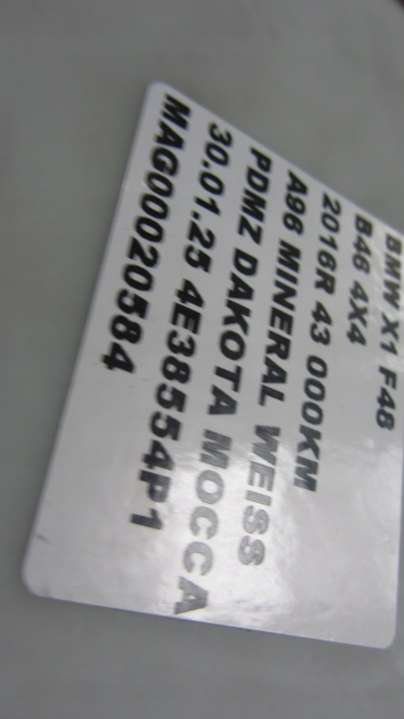 BMW X1 F48
B46 4X4
2016R 43 000KM
A96 MINERAL WEISS
PDMZ DAKOTA MOCCA
30.01.25 4E38554P1
MAG00020584